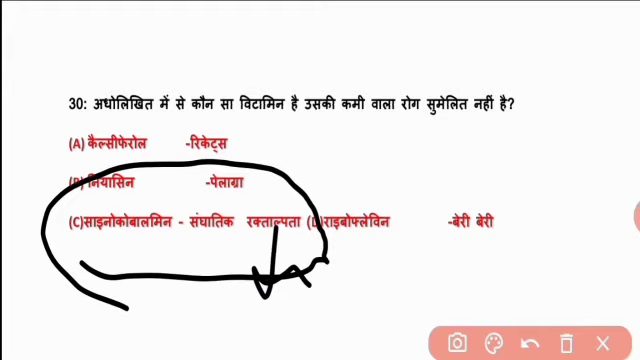 30: अधोलिखित में से कौन सा विटामिन है उसकी कमी वाला रोग सुमेलित नहीं है?
(A) कैल्सीफेरोल -रिकेट्स
(B) नियासिन -पेलाग्रा
(C)साइनोकोबालमिन - संघातिक रक्ताल्पता (D)राइबोफ्लेविन -बेरी बेरी